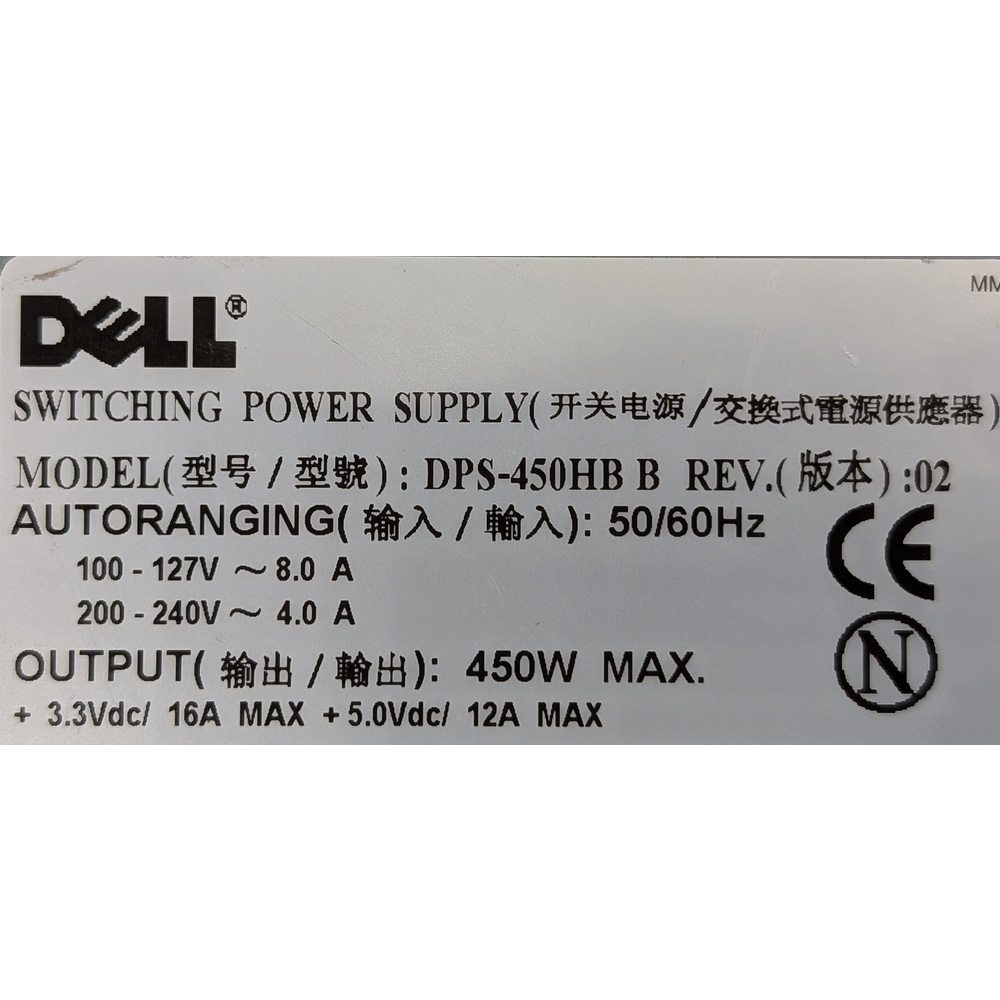 MM
DELL®
SWITCHING POWER SUPPLY(开关电源/交換式電源供應器)
MODEL(型号/型號): DPS-450HB B REV.(版本):02
AUTORANGING(输入/輸入): 50/60Hz
100 - 127V ~ 8.0 A
200 - 240V ~ 4.0 A
CE
N
OUTPUT(输出/輸出): 450W MAX.
+ 3.3Vdc/ 16A MAX + 5.0Vdc/ 12A MAX